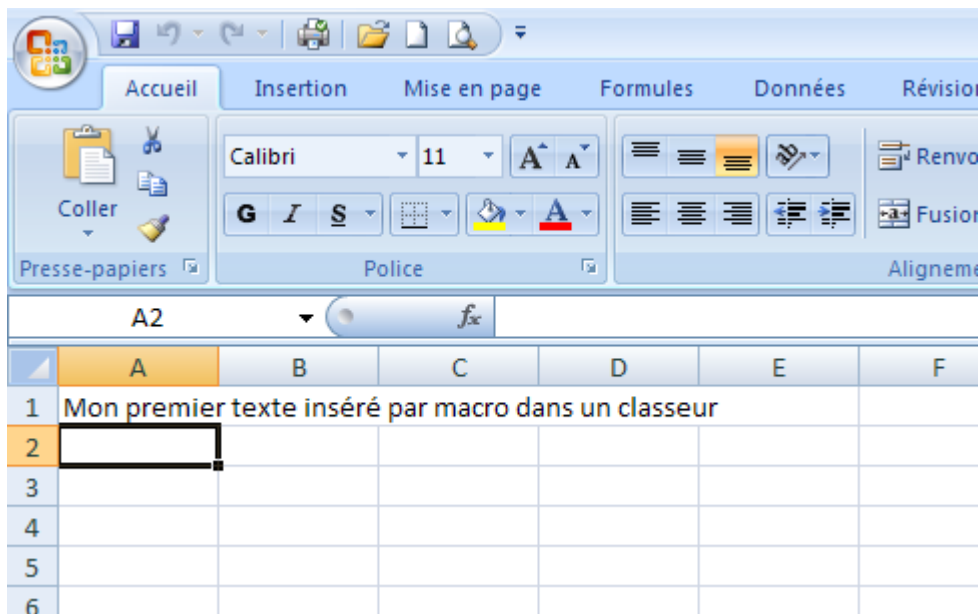 Accueil Insertion Mise en page Formules Données Révision
Calibri 11 A A Renvo
Coller G I S A Fusion
Presse-papiers Police Aligneme
A2 fx
A B C D E F
1 Mon premier texte inséré par macro dans un classeur
2
3
4
5
6